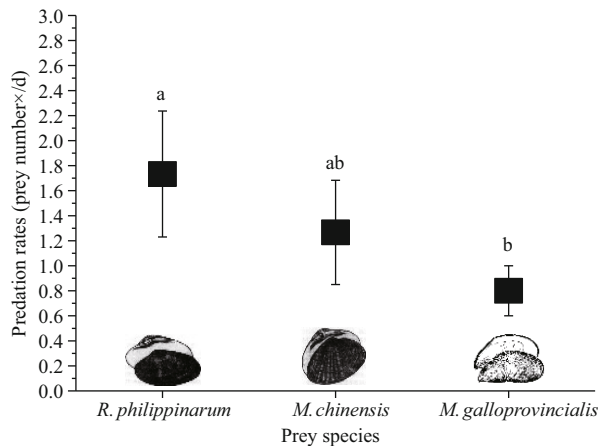 Predation rates (prey number×/d)
3.0
2.8
2.6
2.4
2.2
2.0
1.8
1.6
1.4
1.2
1.0
0.8
0.6
0.4
0.2
0.0
a
ab
b
R. philippinarum
M. chinensis
M. galloprovincialis
Prey species